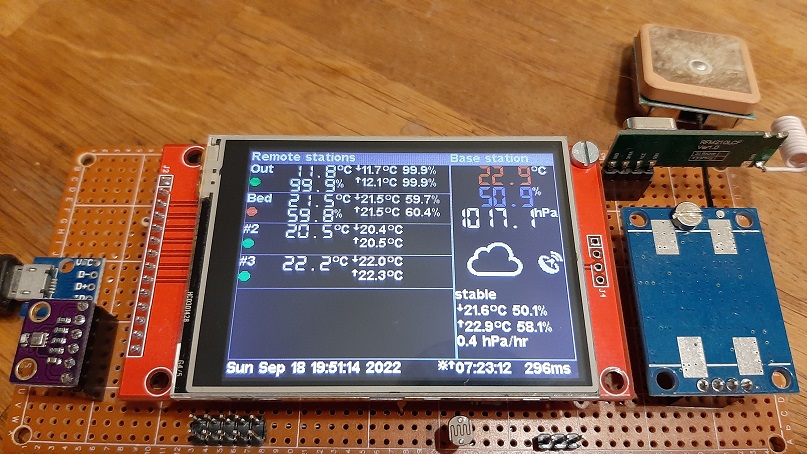 Remote stations
Base station
Out 11.8°C ↓11.7°C 99.9%
99.9% ↑12.1°C 99.9%
Bed 21.5°C ↓21.5°C 59.7%
59.8% ↑21.5°C 60.4%
#2 20.5°C ↓20.4°C
↑20.5°C
#3 22.2°C ↓22.0°C
↑22.3°C
22.9°C
50.9%
1017.1 hPa
stable
↓21.6°C 50.1%
↑22.9°C 58.1%
0.4 hPa/hr
Sun Sep 18 19:51:14 2022
↑07:23:12 296ms
J2
J4
D-
D+